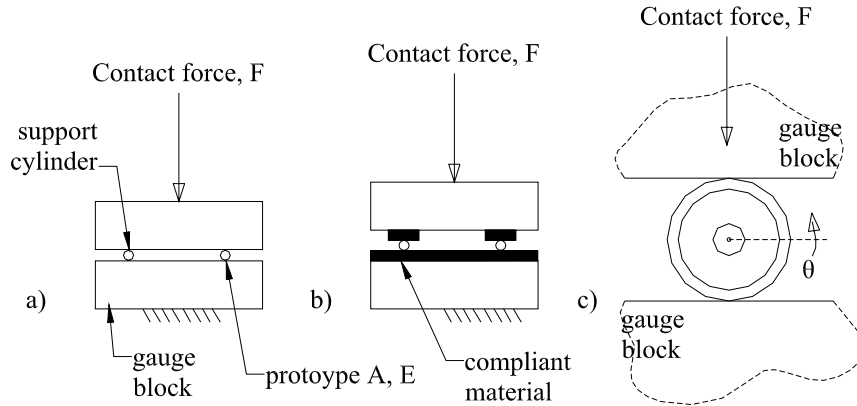 Contact force, F
support
cylinder
a)
gauge
block
protoype A, E
Contact force, F
b)
compliant
material
Contact force, F
gauge
block
θ
c)
gauge
block